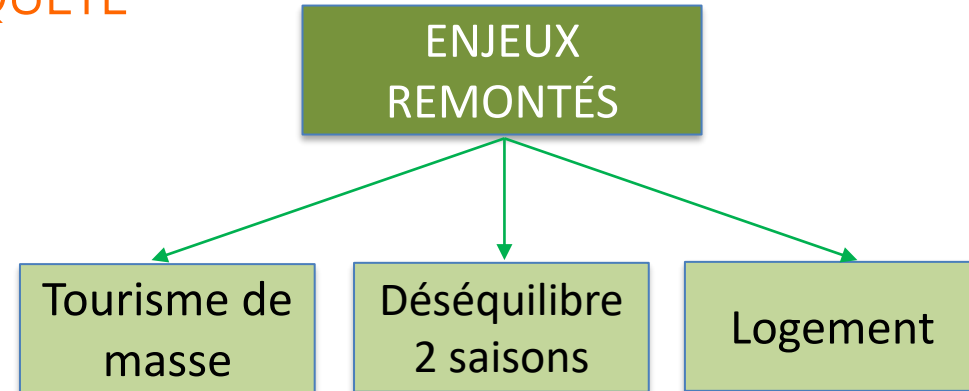 ENJEUX
REMONTÉS
Tourisme de
masse
Déséquilibre
2 saisons
Logement